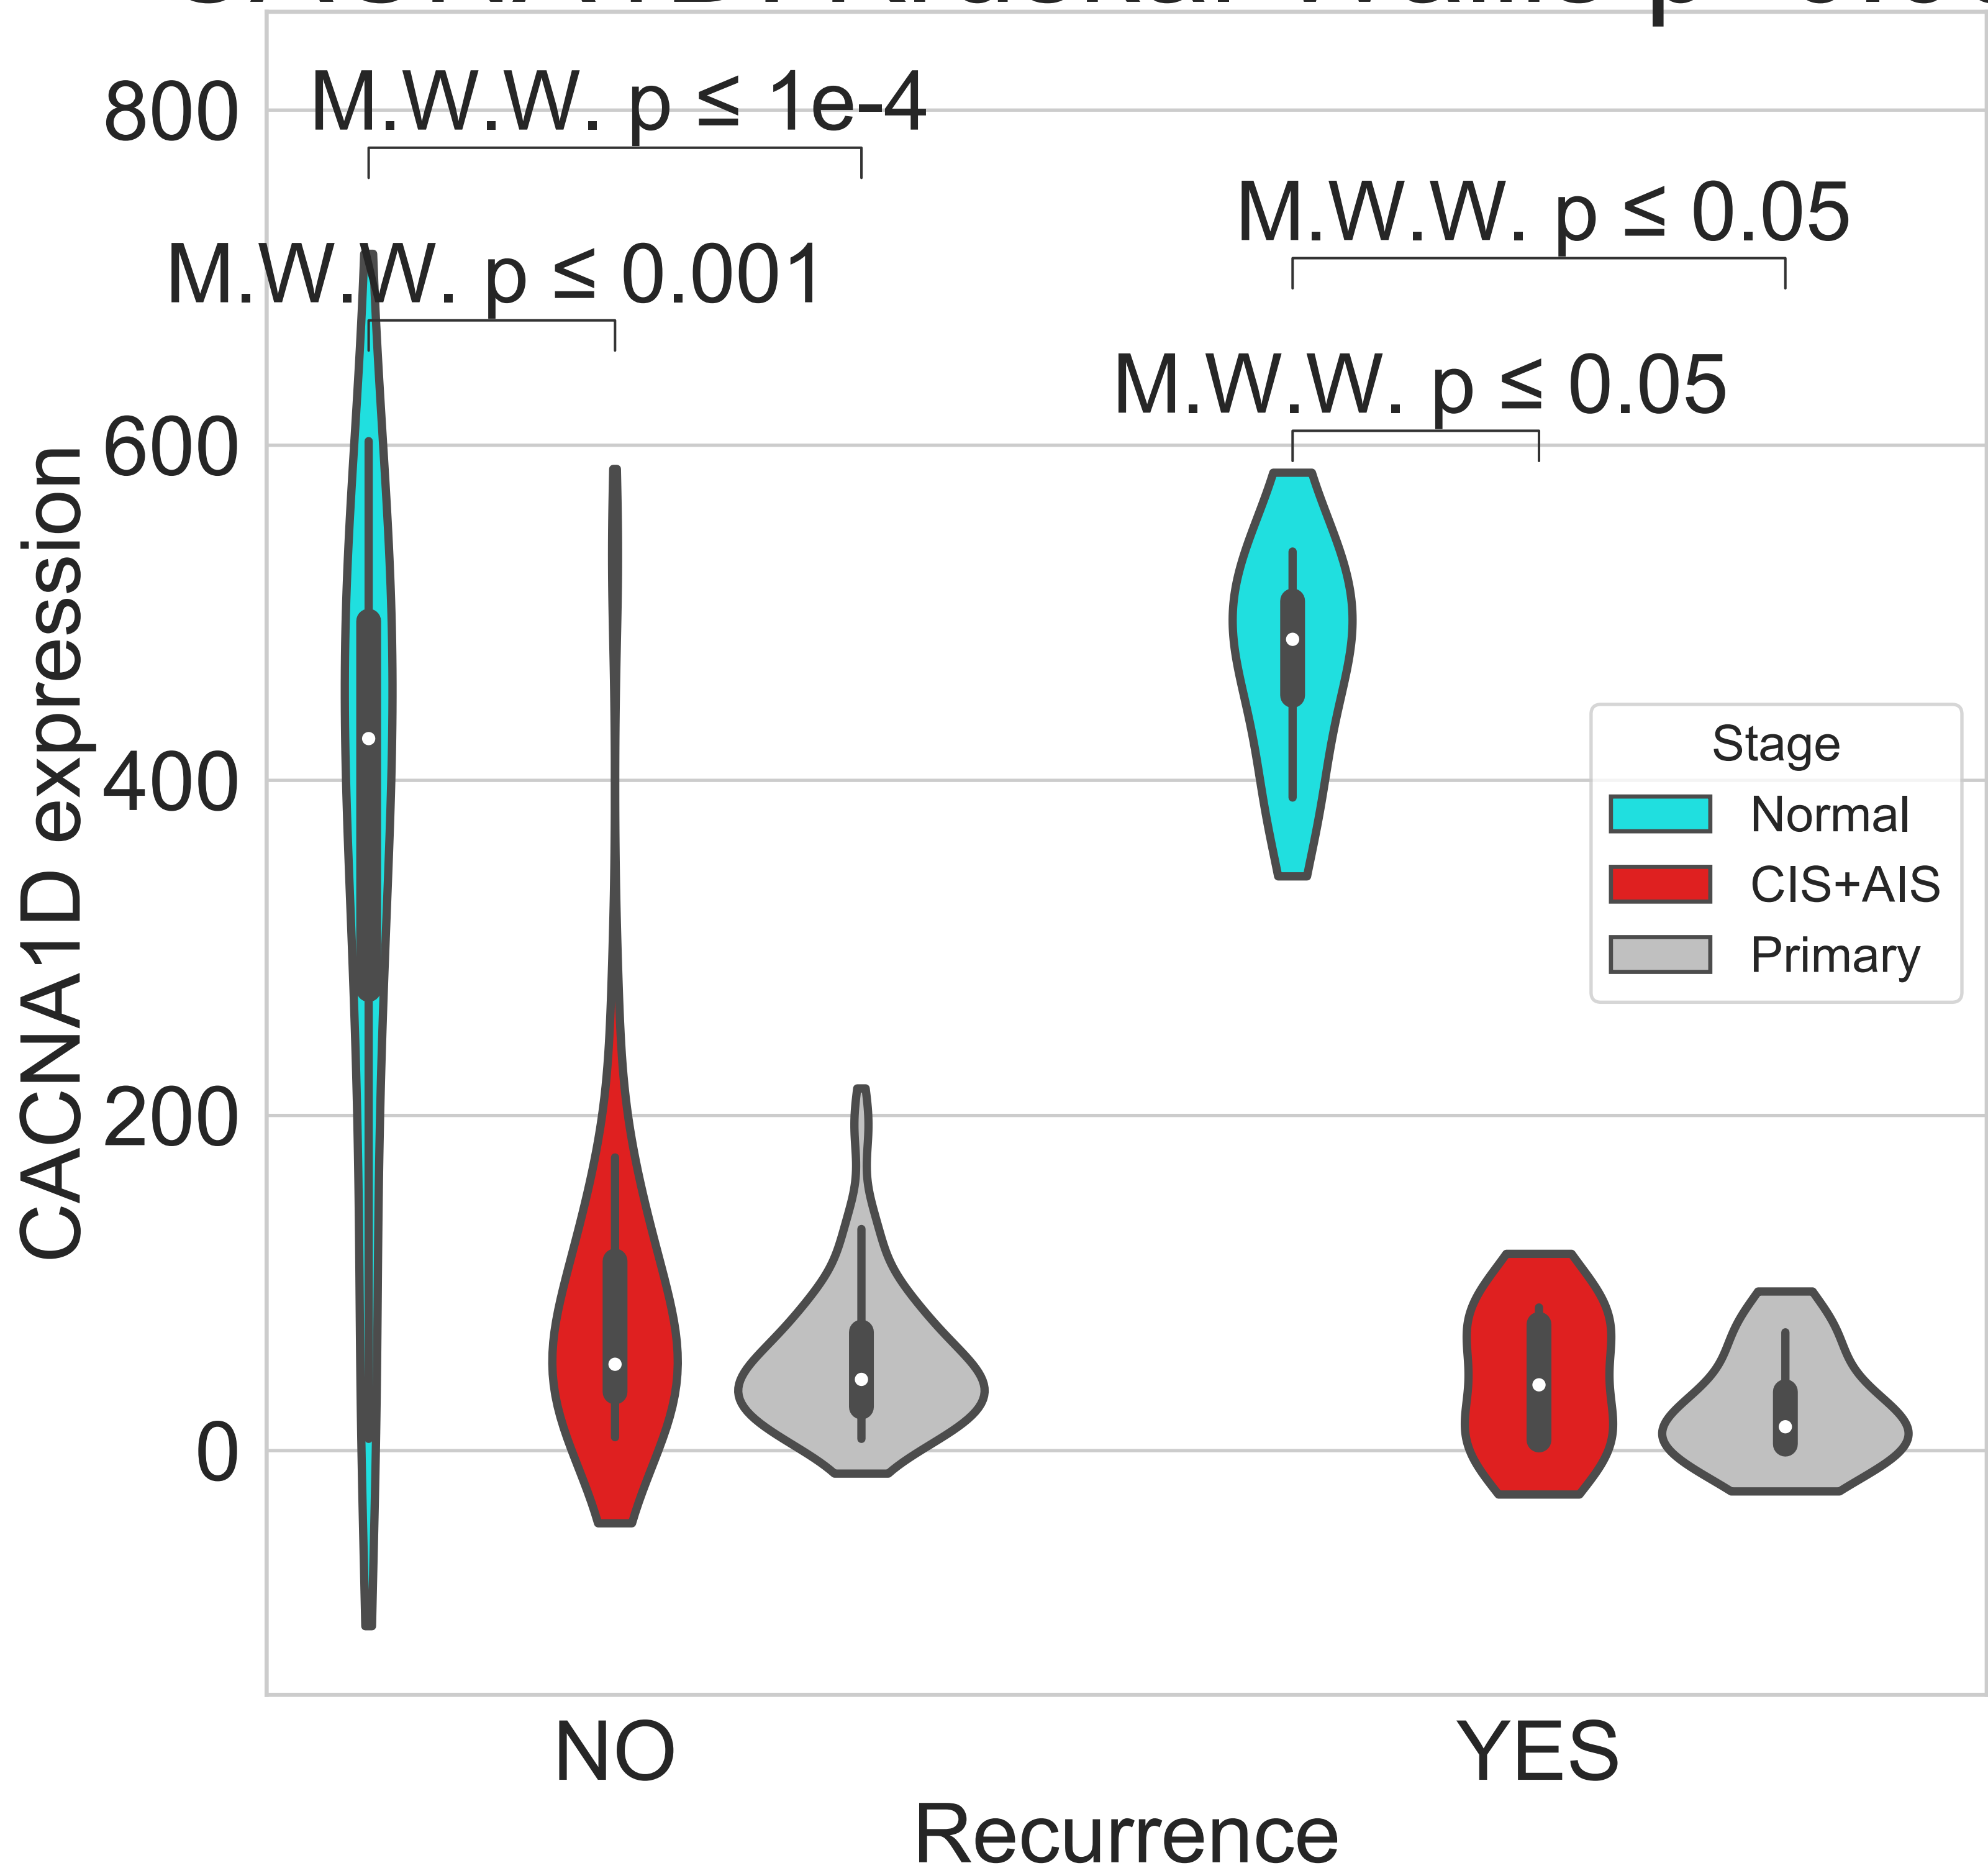 800
M.W.W. p ≤ 1e-4
M.W.W. p ≤ 0.05
M.W.W. p ≤ 0.001
M.W.W. p ≤ 0.05
600
400
200
0
CACNA1D expression
Stage
Normal
CIS+AIS
Primary
NO
YES
Recurrence